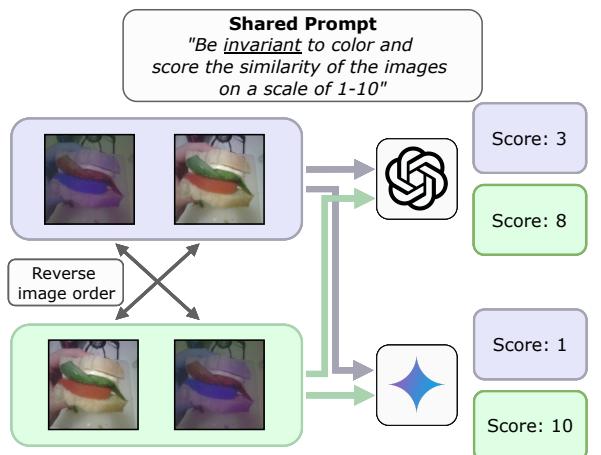 Shared Prompt
"Be invariant to color and
score the similarity of the images
on a scale of 1-10"
Score: 3
Score: 8
Reverse
image order
Score: 1
Score: 10